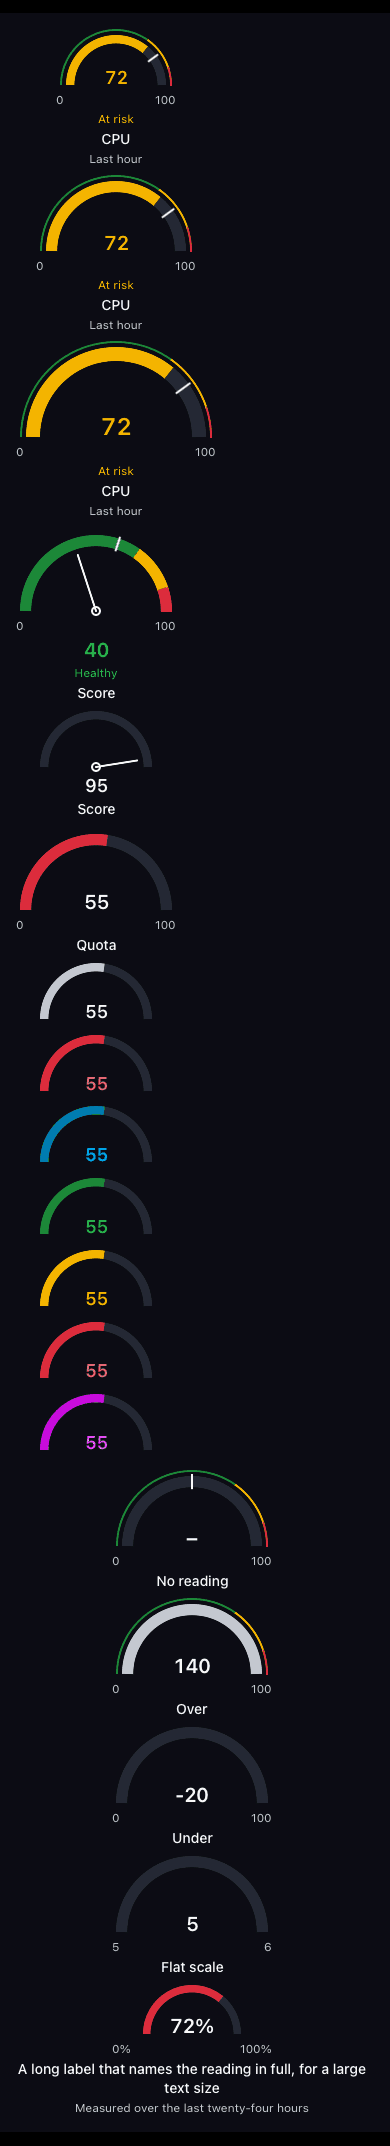 72
0 100
At risk
CPU
Last hour
72
0 100
At risk
CPU
Last hour
72
0 100
At risk
CPU
Last hour
0 100
40
Healthy
Score
95
Score
55
0 100
Quota
55
55
55
55
55
55
55
–
0 100
No reading
140
0 100
Over
-20
0 100
Under
5
5 6
Flat scale
72%
0% 100%
A long label that names the reading in full, for a large
text size
Measured over the last twenty-four hours